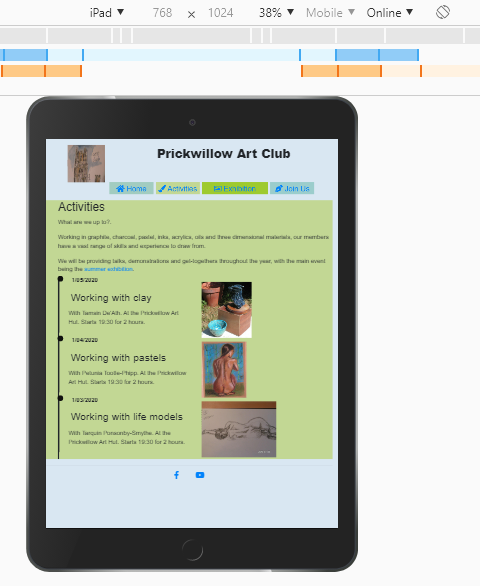 iPad ▼ 768 × 1024 38% ▼ Mobile ▼ Online ▼
Prickwillow Art Club
Home Activities Exhibition Join Us
Activities
What are we up to?.
Working in graphite, charcoal, pastel, inks, acrylics, oils and three dimensional materials, our members
have a vast range of skills and experience to draw from.
We will be providing talks, demonstrations and get-togethers throughout the year, with the main event
being the summer exhibition.
1/05/2020
Working with clay
With Tamsin De'Ath. At the Prickwillow Art
Hut. Starts 19:30 for 2 hours.
1/04/2020
Working with pastels
With Petunia Tootle-Phipp. At the Prickwillow
Art Hut. Starts 19:30 for 2 hours.
1/03/2020
Working with life models
With Tarquin Ponsonby-Smythe. At the
Prickwillow Art Hut. Starts 19:30 for 2 hours.